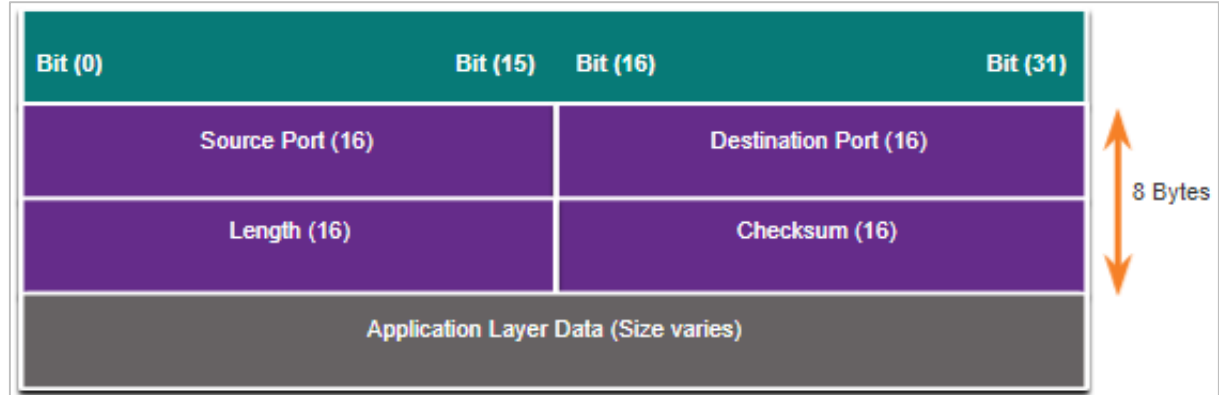 Bit (0) Bit (15) Bit (16) Bit (31)
Source Port (16) Destination Port (16)
8 Bytes
Length (16) Checksum (16)
Application Layer Data (Size varies)